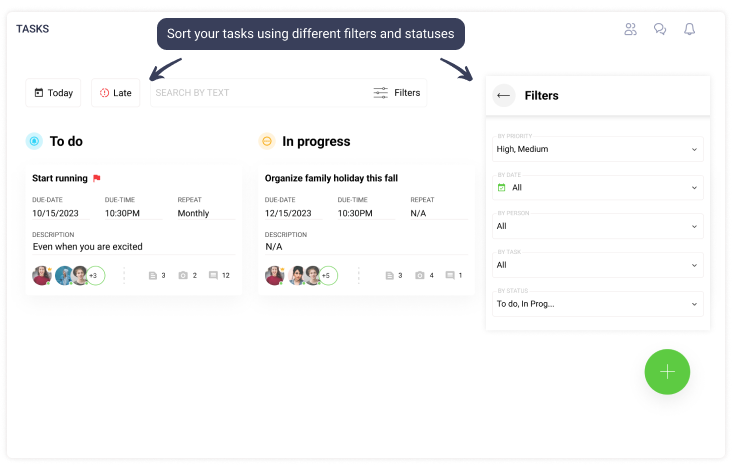 TASKS
Sort your tasks using different filters and statuses
Today
Late
SEARCH BY TEXT
Filters
To do
Start running
DUE-DATE DUE-TIME REPEAT
10/15/2023 10:30PM Monthly
DESCRIPTION
Even when you are excited
+3 3 2 12
In progress
Organize family holiday this fall
DUE-DATE DUE-TIME REPEAT
12/15/2023 10:30PM N/A
DESCRIPTION
N/A
+5 3 4 1
Filters
BY PRIORITY
High, Medium
BY DATE
All
BY PERSON
All
BY TASK
All
BY STATUS
To do, In Prog...